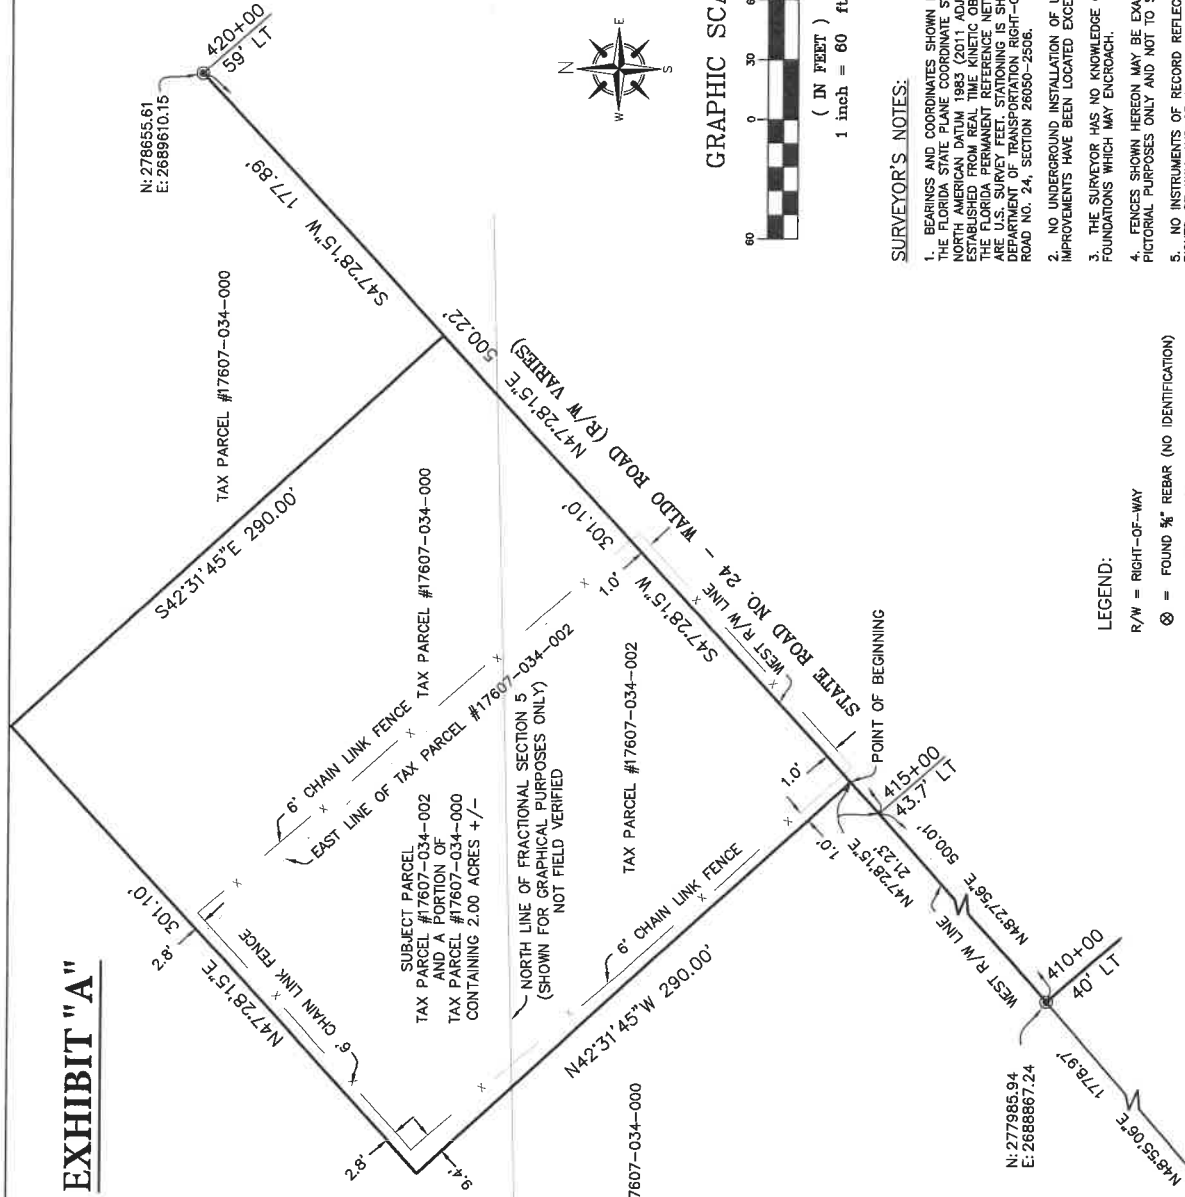 EXHIBIT "A"
N: 278655.61
E: 2689610.15
420+00
59' LT
S47°28'15"W 177.89'
TAX PARCEL #17607-034-000
S42°31'45"E 290.00'
N47°28'15"E 500.22'
STATE ROAD NO. 24 - WALDO ROAD (R/W VARIES)
S47°28'15"W 301.10'
1.0'
WEST R/W LINE
TAX PARCEL #17607-034-000
6' CHAIN LINK FENCE
EAST LINE OF TAX PARCEL #17607-034-002
N47°28'15"E 301.10'
2.8'
6' CHAIN LINK FENCE
2.8'
9.4'
SUBJECT PARCEL
TAX PARCEL #17607-034-002
AND A PORTION OF
TAX PARCEL #17607-034-000
CONTAINING 2.00 ACRES +/-
NORTH LINE OF FRACTIONAL SECTION 5
(SHOWN FOR GRAPHICAL PURPOSES ONLY)
NOT FIELD VERIFIED
TAX PARCEL #17607-034-002
6' CHAIN LINK FENCE
N42°31'45"W 290.00'
1.0'
1.0'
POINT OF BEGINNING
415+00
43.7' LT
N47°28'15"E
21.23'
N48°27'56"E 500.01'
WEST R/W LINE
410+00
40' LT
N: 277985.94
E: 2688867.24
N48°55'06"E 1778.97'
7607-034-000
N
E
S
W
GRAPHIC SCA
60 0 30 6
( IN FEET )
1 inch = 60 ft
SURVEYOR'S NOTES:
1. BEARINGS AND COORDINATES SHOWN
THE FLORIDA STATE PLANE COORDINATE S
NORTH AMERICAN DATUM 1983 (2011 ADJ
ESTABLISHED FROM REAL TIME KINETIC OB
THE FLORIDA PERMANENT REFERENCE NET
ARE U.S. SURVEY FEET. STATIONING IS SH
DEPARTMENT OF TRANSPORTATION RIGHT-O
ROAD NO. 24, SECTION 26050-2506.
2. NO UNDERGROUND INSTALLATION OF U
IMPROVEMENTS HAVE BEEN LOCATED EXCE
3. THE SURVEYOR HAS NO KNOWLEDGE
FOUNDATIONS WHICH MAY ENCROACH.
4. FENCES SHOWN HEREON MAY BE EXA
PICTORIAL PURPOSES ONLY AND NOT TO S
5. NO INSTRUMENTS OF RECORD REFLEC
LEGEND:
R/W = RIGHT-OF-WAY
⊗ = FOUND ⅝" REBAR (NO IDENTIFICATION)